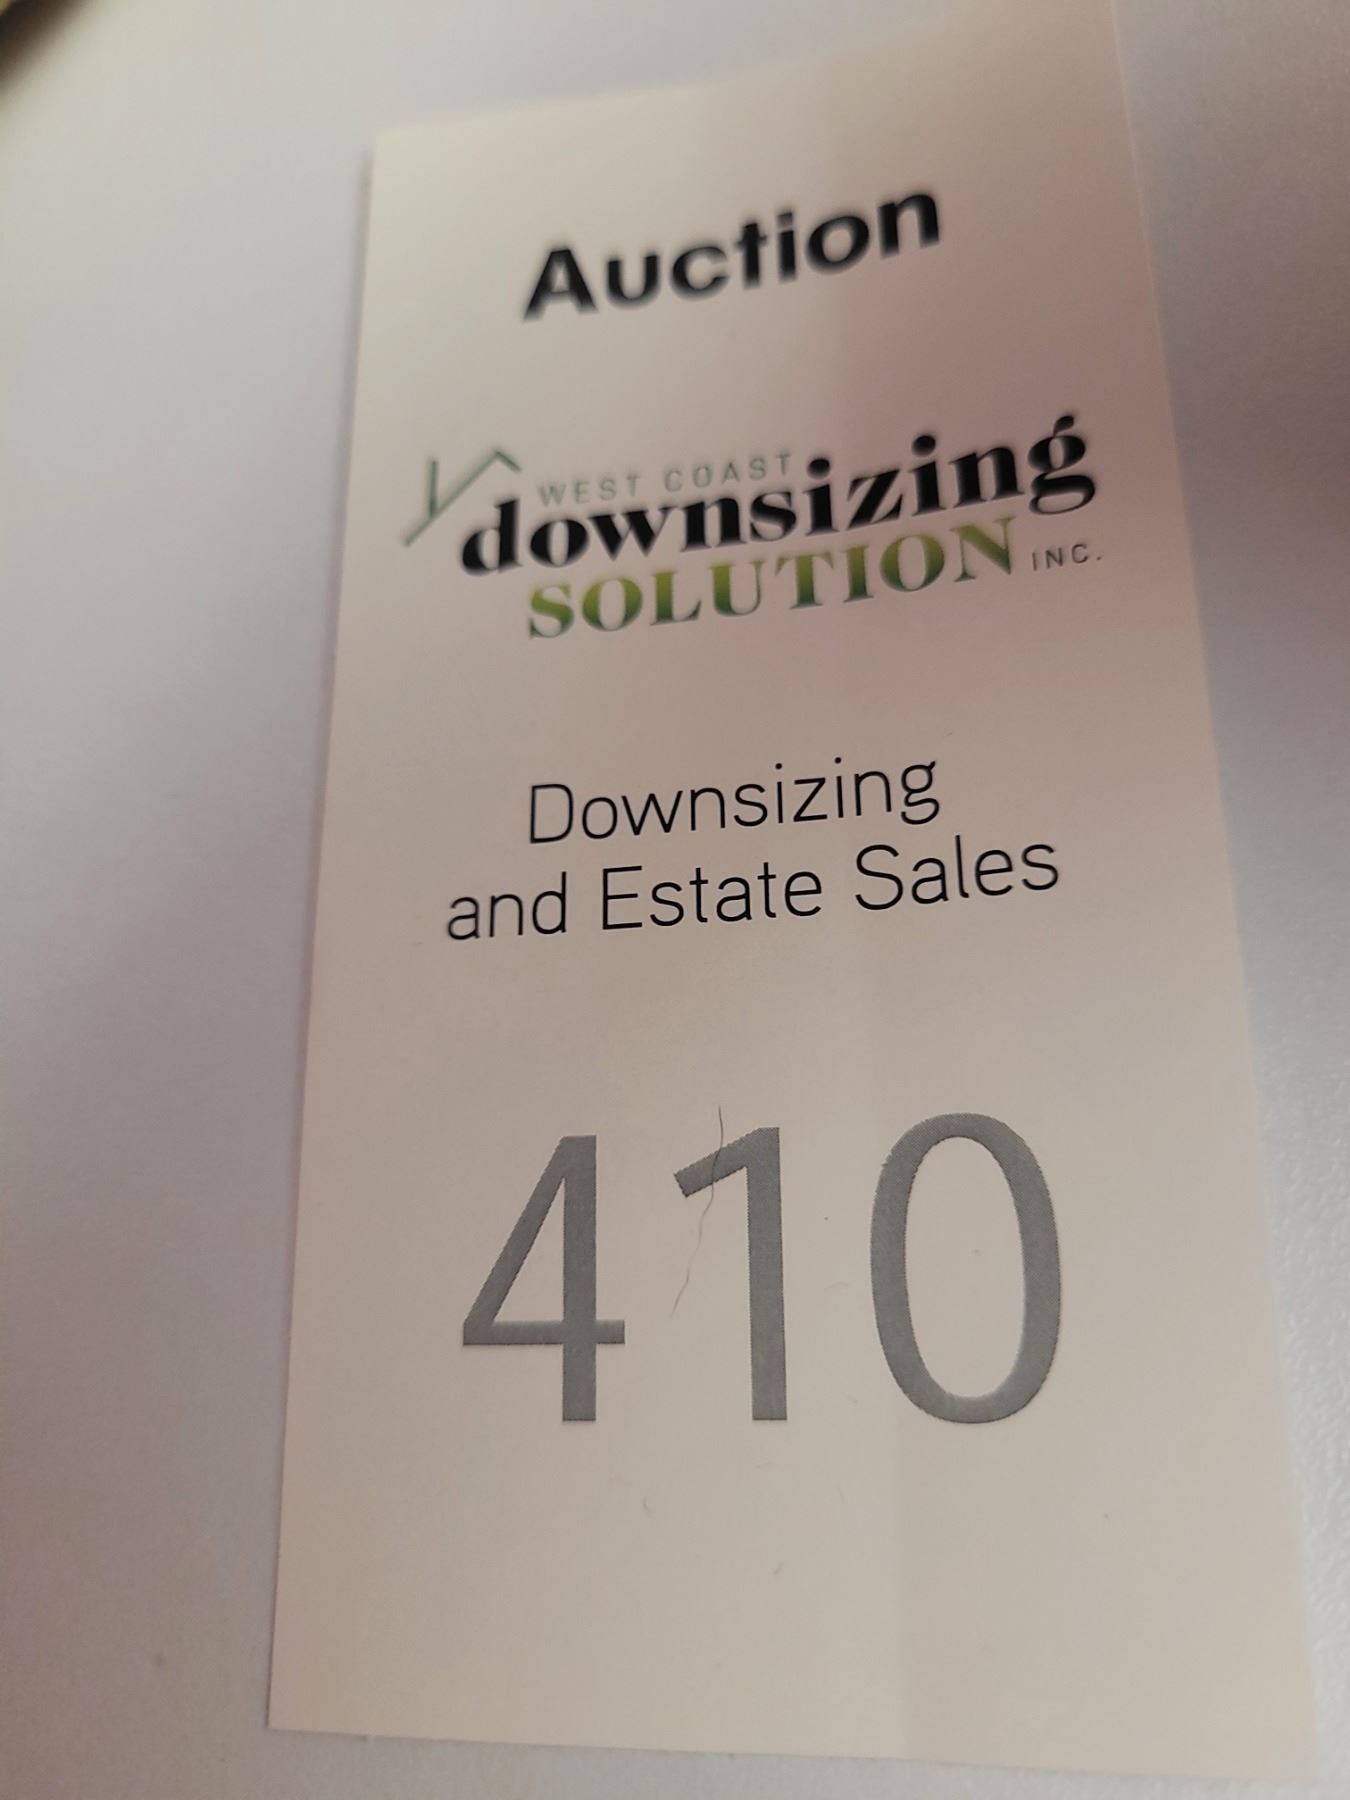 Auction
WEST COAST
downsizing
SOLUTION INC.
Downsizing
and Estate Sales
410